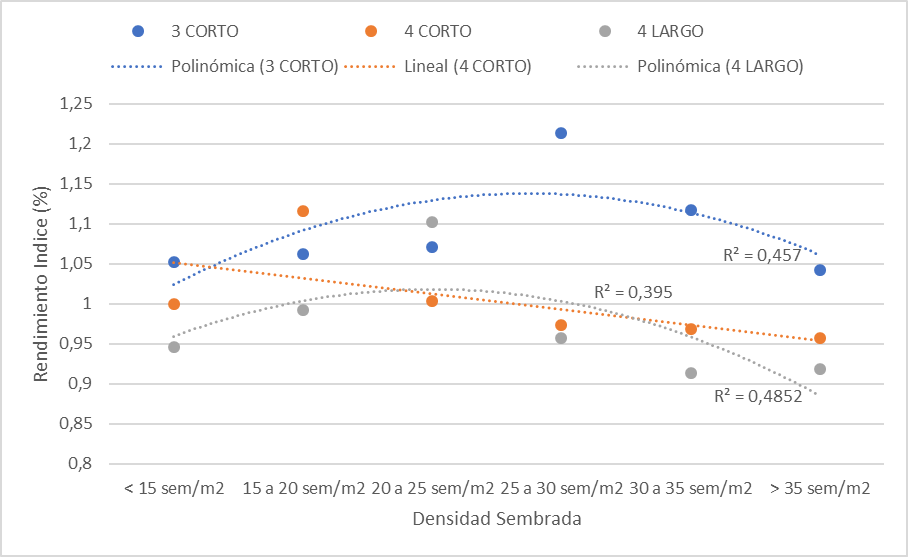 3 CORTO 4 CORTO 4 LARGO
Polinómica (3 CORTO) Lineal (4 CORTO) Polinómica (4 LARGO)
1,25
1,2
1,15
1,1
1,05
1
0,95
0,9
0,85
0,8
Rendimiento Indice (%)
R² = 0,457
R² = 0,395
R² = 0,4852
< 15 sem/m2 15 a 20 sem/m2 20 a 25 sem/m2 25 a 30 sem/m2 30 a 35 sem/m2 > 35 sem/m2
Densidad Sembrada